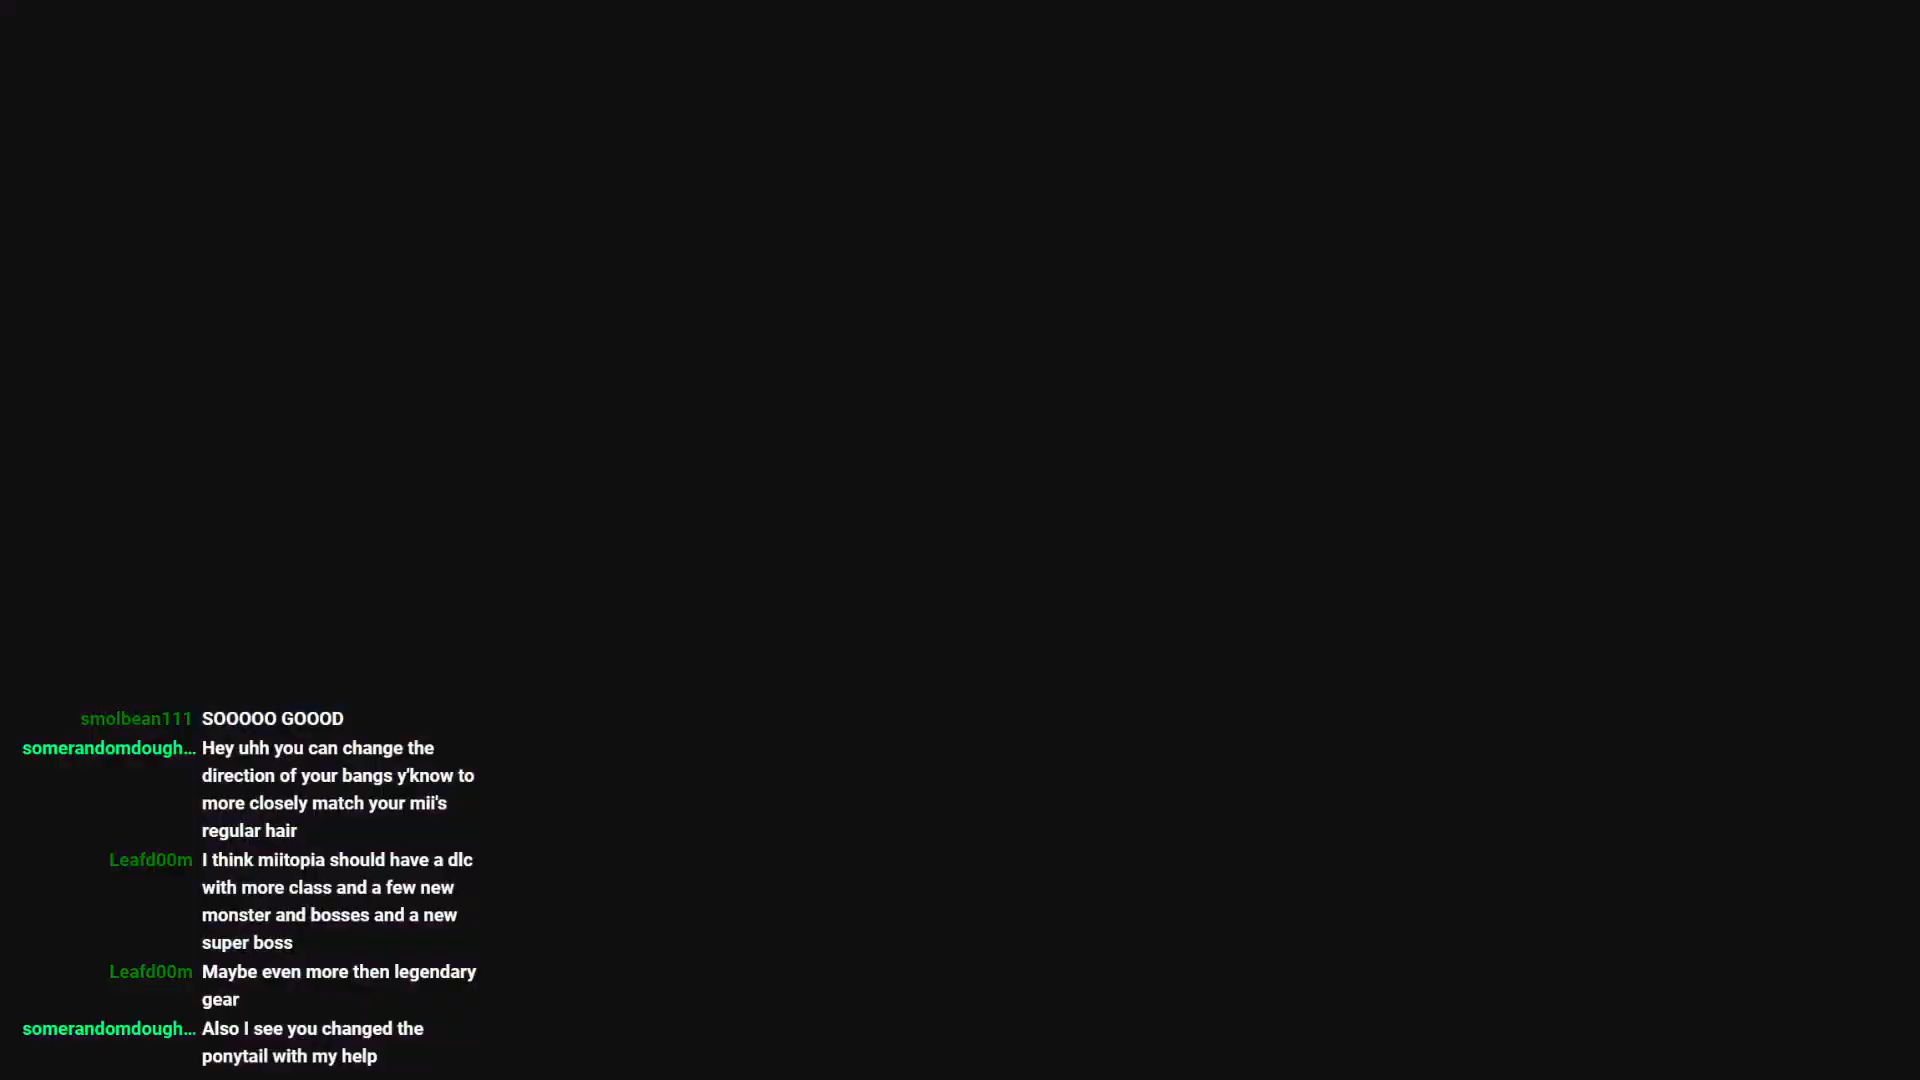 smolbean111 SOOOOO GOOOD
somerandomdough... Hey uhh you can change the
direction of your bangs y'know to
more closely match your mii's
regular hair
Leafd00m I think miitopia should have a dlc
with more class and a few new
monster and bosses and a new
super boss
Leafd00m Maybe even more then legendary
gear
somerandomdough... Also I see you changed the
ponytail with my help